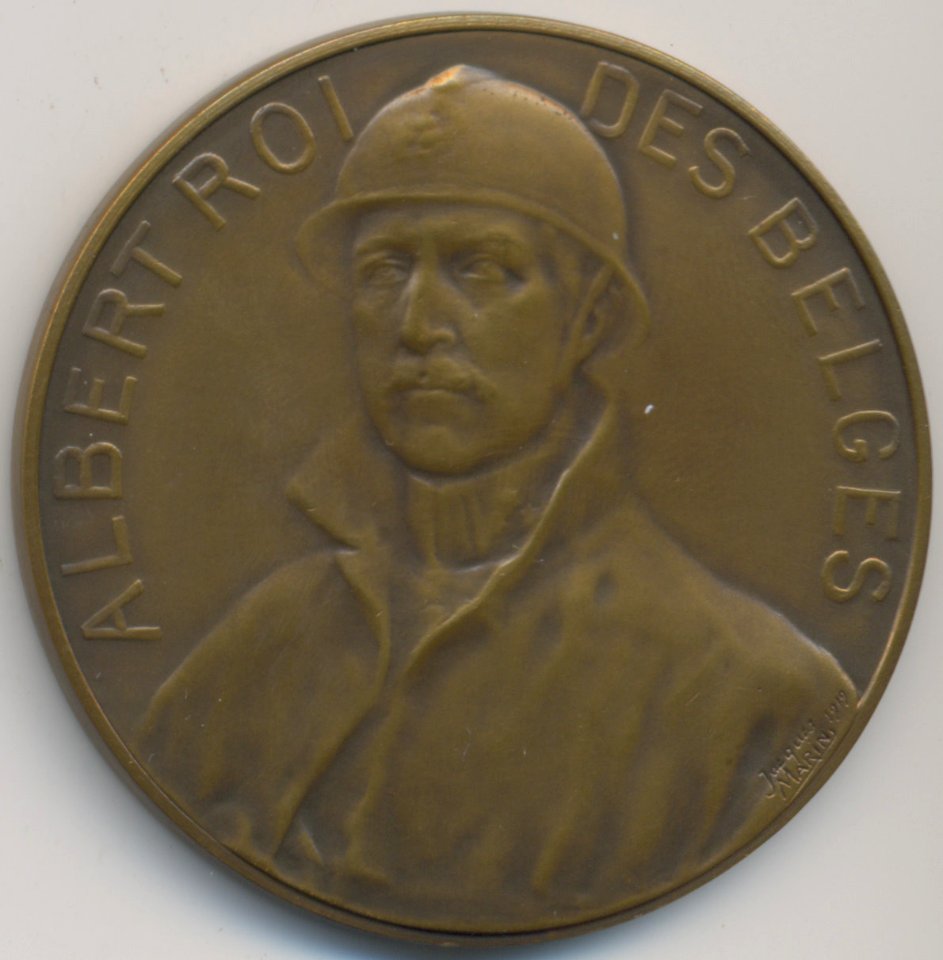 ALBERT ROI DES BELGES
Jacques
MARIN. 1919